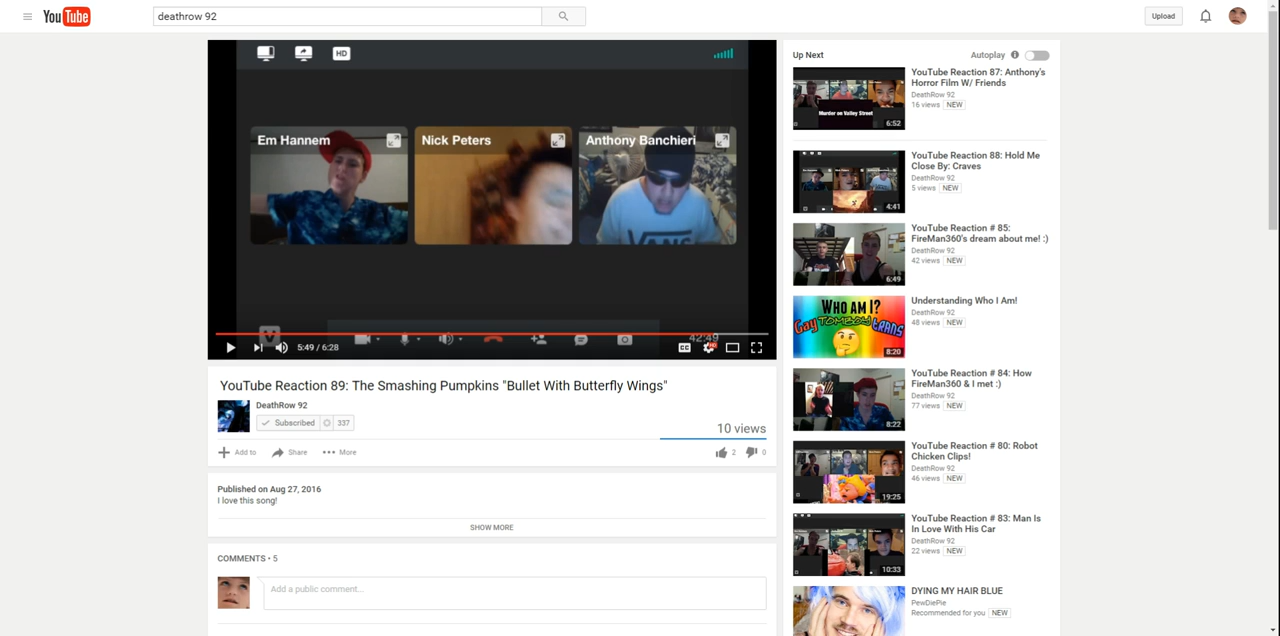 YouTube
deathrow 92
Upload
HD
Em Hannem
Nick Peters
Anthony Banchieri
VANS
42:49
5:49 / 6:28
CC
HD
YouTube Reaction 89: The Smashing Pumpkins "Bullet With Butterfly Wings"
DeathRow 92
Subscribed
337
10 views
Add to
Share
More
2
0
Published on Aug 27, 2016
I love this song!
SHOW MORE
COMMENTS • 5
Add a public comment...
Up Next
Autoplay
Murder on Valley Street
6:52
YouTube Reaction 87: Anthony's
Horror Film W/ Friends
DeathRow 92
16 views NEW
4:41
YouTube Reaction 88: Hold Me
Close By: Craves
DeathRow 92
5 views NEW
6:49
YouTube Reaction # 85:
FireMan360's dream about me! :)
DeathRow 92
42 views NEW
WHO AM I?
Gay TOMBOY TRANS
8:20
Understanding Who I Am!
DeathRow 92
48 views NEW
8:22
YouTube Reaction # 84: How
FireMan360 & I met :)
DeathRow 92
77 views NEW
19:25
YouTube Reaction # 80: Robot
Chicken Clips!
DeathRow 92
46 views NEW
10:33
YouTube Reaction # 83: Man Is
In Love With His Car
DeathRow 92
22 views NEW
DYING MY HAIR BLUE
PewDiePie
Recommended for you NEW